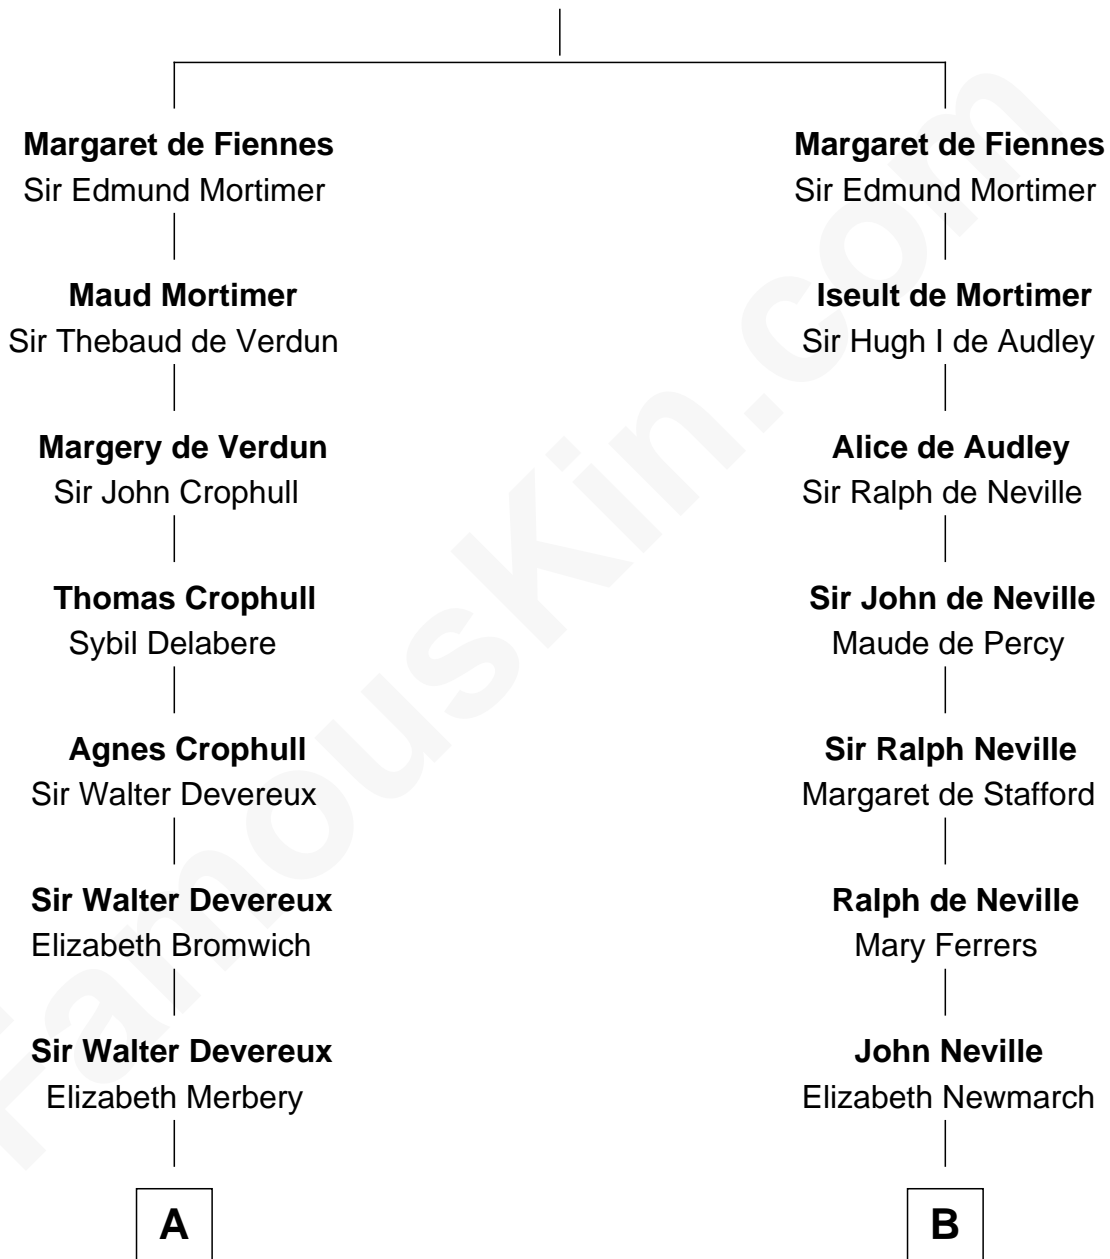 Margaret de Fiennes
Sir Edmund Mortimer
Maud Mortimer
Sir Thebaud de Verdun
Margery de Verdun
Sir John Crophull
Thomas Crophull
Sybil Delabere
Agnes Crophull
Sir Walter Devereux
Sir Walter Devereux
Elizabeth Bromwich
Sir Walter Devereux
Elizabeth Merbery
A
Margaret de Fiennes
Sir Edmund Mortimer
Iseult de Mortimer
Sir Hugh I de Audley
Alice de Audley
Sir Ralph de Neville
Sir John de Neville
Maude de Percy
Sir Ralph Neville
Margaret de Stafford
Ralph de Neville
Mary Ferrers
John Neville
Elizabeth Newmarch
B
FamousKin.com